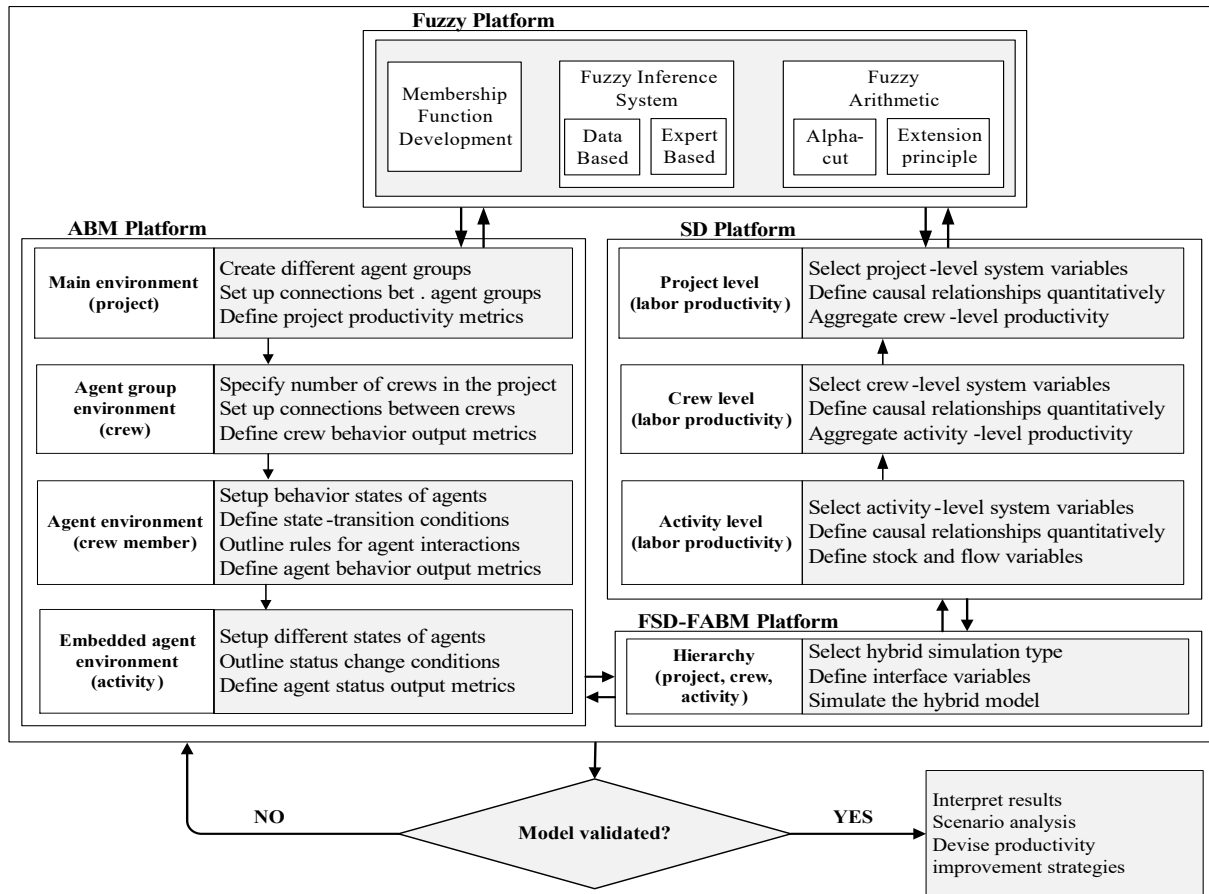 Fuzzy Platform
Membership
Function
Development
Fuzzy Inference
System
Data
Based
Expert
Based
Fuzzy
Arithmetic
Alpha-
cut
Extension
principle
ABM Platform
Main environment
(project)
Create different agent groups
Set up connections bet . agent groups
Define project productivity metrics
Agent group
environment
(crew)
Specify number of crews in the project
Set up connections between crews
Define crew behavior output metrics
Agent environment
(crew member)
Setup behavior states of agents
Define state-transition conditions
Outline rules for agent interactions
Define agent behavior output metrics
Embedded agent
environment
(activity)
Setup different states of agents
Outline status change conditions
Define agent status output metrics
SD Platform
Project level
(labor productivity)
Select project-level system variables
Define causal relationships quantitatively
Aggregate crew-level productivity
Crew level
(labor productivity)
Select crew-level system variables
Define causal relationships quantitatively
Aggregate activity-level productivity
Activity level
(labor productivity)
Select activity-level system variables
Define causal relationships quantitatively
Define stock and flow variables
FSD-FABM Platform
Hierarchy
(project, crew,
activity)
Select hybrid simulation type
Define interface variables
Simulate the hybrid model
NO
Model validated?
YES
Interpret results
Scenario analysis
Devise productivity
improvement strategies